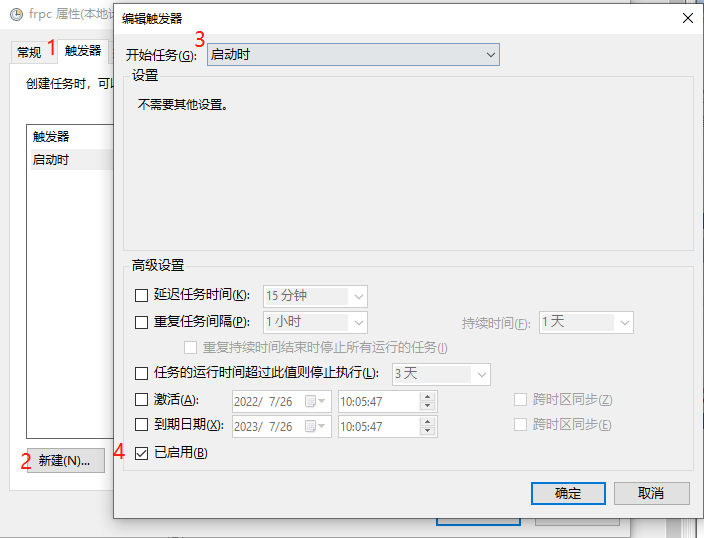 frpc 属性(本地计
编辑触发器
1
常规
触发器
3
开始任务(G):
启动时
设置
创建任务时，可以
不需要其他设置。
触发器
启动时
高级设置
延迟任务时间(K):
15 分钟
重复任务间隔(P):
1 小时
持续时间(F):
1 天
重复持续时间结束时停止所有运行的任务(I)
任务的运行时间超过此值则停止执行(L):
3 天
激活(A):
2022/ 7/26
10:05:47
跨时区同步(Z)
到期日期(X):
2023/ 7/26
10:05:47
跨时区同步(E)
4
已启用(B)
2
新建(N)...
确定
取消